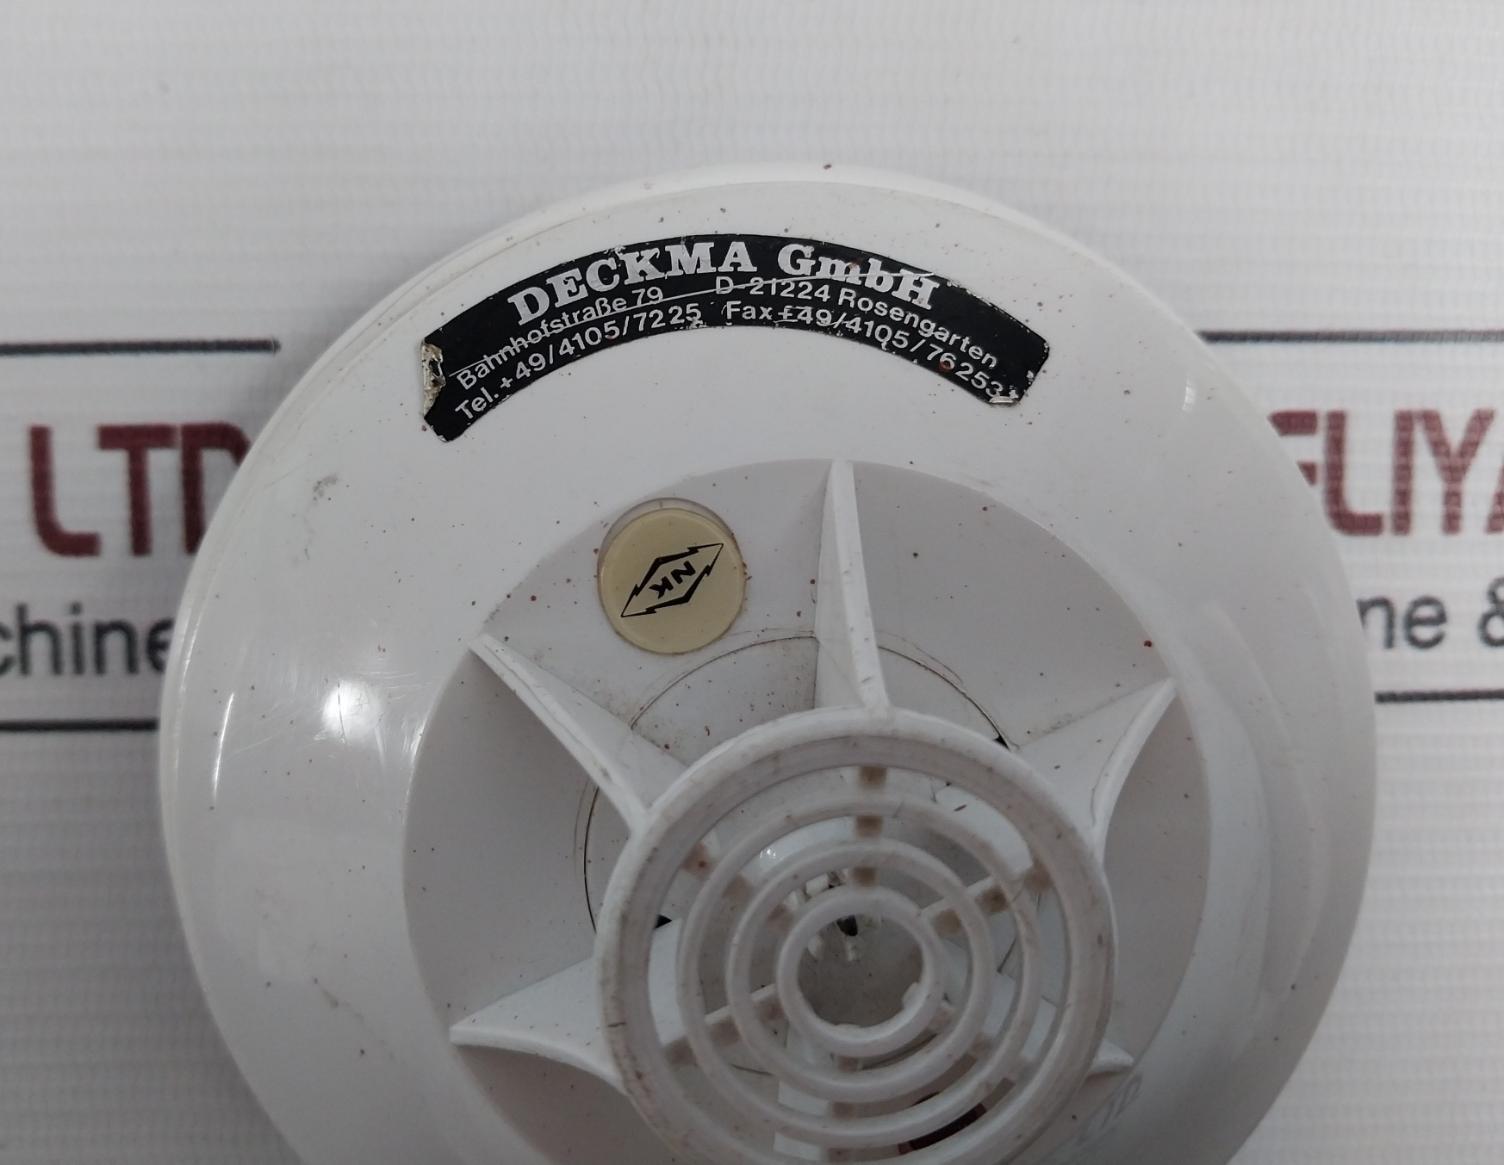 DECKMA GmbH
Bahnhofstraße 79 D-21224 Rosengarten
Tel. +49/4105/7225 Fax +49/4105/76253
NK
LTD
chine
ne &